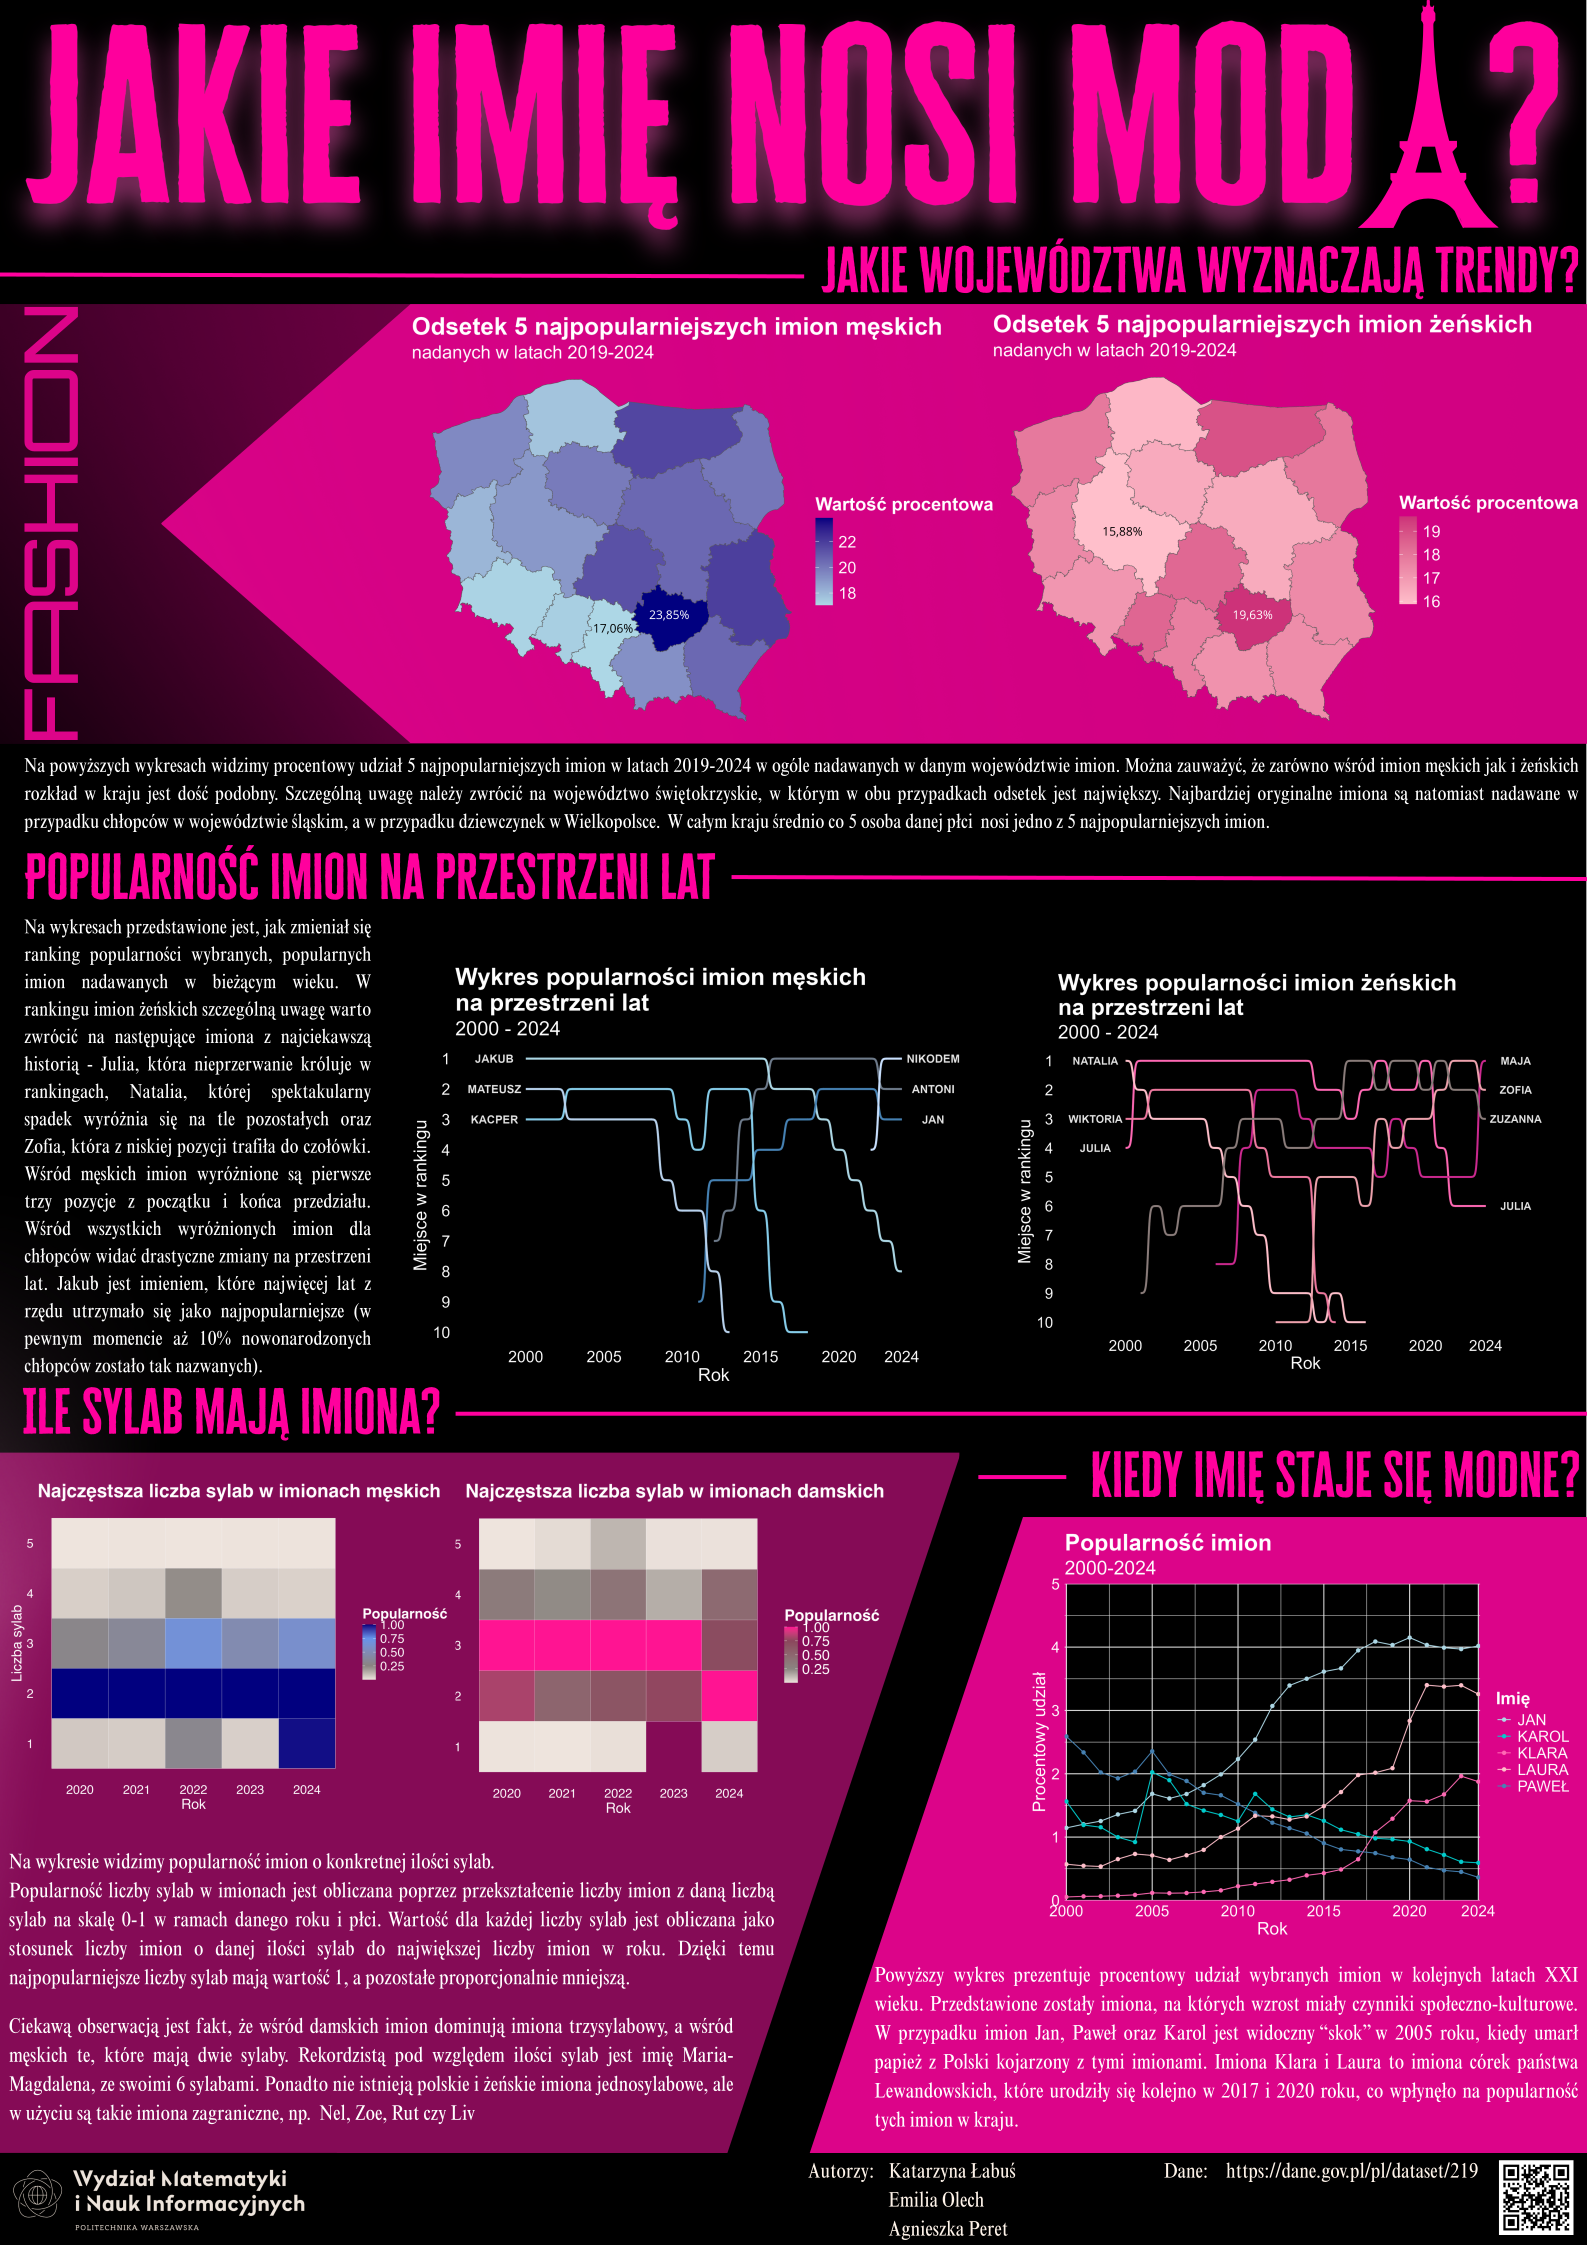 JAKIE IMIĘ NOSI MODA?
JAKIE WOJEWÓDZTWA WYZNACZAJĄ TRENDY?
FASHION
Odsetek 5 najpopularniejszych imion męskich
nadanych w latach 2019-2024
23,85%
17,06%
Wartość procentowa
22
20
18
Odsetek 5 najpopularniejszych imion żeńskich
nadanych w latach 2019-2024
15,88%
19,63%
Wartość procentowa
19
18
17
16
Na powyższych wykresach widzimy procentowy udział 5 najpopularniejszych imion w latach 2019-2024 w ogóle nadawanych w danym województwie imion. Można zauważyć, że zarówno wśród imion męskich jak i żeńskich
rozkład w kraju jest dość podobny. Szczególną uwagę należy zwrócić na województwo świętokrzyskie, w którym w obu przypadkach odsetek jest największy. Najbardziej oryginalne imiona są natomiast nadawane w
przypadku chłopców w województwie śląskim, a w przypadku dziewczynek w Wielkopolsce. W całym kraju średnio co 5 osoba danej płci nosi jedno z 5 najpopularniejszych imion.
POPULARNOŚĆ IMION NA PRZESTRZENI LAT
Na wykresach przedstawione jest, jak zmieniał się
ranking popularności wybranych, popularnych
imion nadawanych w bieżącym wieku. W
rankingu imion żeńskich szczególną uwagę warto
zwrócić na następujące imiona z najciekawszą
historią - Julia, która nieprzerwanie króluje w
rankingach, Natalia, której spektakularny
spadek wyróżnia się na tle pozostałych oraz
Zofia, która z niskiej pozycji trafiła do czołówki.
Wśród męskich imion wyróżnione są pierwsze
trzy pozycje z początku i końca przedziału.
Wśród wszystkich wyróżnionych imion dla
chłopców widać drastyczne zmiany na przestrzeni
lat. Jakub jest imieniem, które najwięcej lat z
rzędu utrzymało się jako najpopularniejsze (w
pewnym momencie aż 10% nowonarodzonych
chłopców zostało tak nazwanych).
Wykres popularności imion męskich
na przestrzeni lat
2000 - 2024
Miejsce w rankingu
1
2
3
4
5
6
7
8
9
10
JAKUB
MATEUSZ
KACPER
NIKODEM
ANTONI
JAN
2000 2005 2010 2015 2020 2024
Rok
Wykres popularności imion żeńskich
na przestrzeni lat
2000 - 2024
Miejsce w rankingu
1
2
3
4
5
6
7
8
9
10
NATALIA
WIKTORIA
JULIA
MAJA
ZOFIA
ZUZANNA
JULIA
2000 2005 2010 2015 2020 2024
Rok
ILE SYLAB MAJĄ IMIONA?
Najczęstsza liczba sylab w imionach męskich
Liczba sylab
5
4
3
2
1
2020 2021 2022 2023 2024
Rok
Popularność
1.00
0.75
0.50
0.25
Najczęstsza liczba sylab w imionach damskich
5
4
3
2
1
2020 2021 2022 2023 2024
Rok
Popularność
1.00
0.75
0.50
0.25
Na wykresie widzimy popularność imion o konkretnej ilości sylab.
Popularność liczby sylab w imionach jest obliczana poprzez przekształcenie liczby imion z daną liczbą
sylab na skalę 0-1 w ramach danego roku i płci. Wartość dla każdej liczby sylab jest obliczana jako
stosunek liczby imion o danej ilości sylab do największej liczby imion w roku. Dzięki temu
najpopularniejsze liczby sylab mają wartość 1, a pozostałe proporcjonalnie mniejszą.
Ciekawą obserwacją jest fakt, że wśród damskich imion dominują imiona trzysylabowy, a wśród
męskich te, które mają dwie sylaby. Rekordzistą pod względem ilości sylab jest imię Maria-
Magdalena, ze swoimi 6 sylabami. Ponadto nie istnieją polskie i żeńskie imiona jednosylabowe, ale
w użyciu są takie imiona zagraniczne, np. Nel, Zoe, Rut czy Liv
KIEDY IMIĘ STAJE SIĘ MODNE?
Popularność imion
2000-2024
Procentowy udział
5
4
3
2
1
0
2000 2005 2010 2015 2020 2024
Rok
Imię
JAN
KAROL
KLARA
LAURA
PAWEŁ
Powyższy wykres prezentuje procentowy udział wybranych imion w kolejnych latach XXI
wieku. Przedstawione zostały imiona, na których wzrost miały czynniki społeczno-kulturowe.
W przypadku imion Jan, Paweł oraz Karol jest widoczny “skok” w 2005 roku, kiedy umarł
papież z Polski kojarzony z tymi imionami. Imiona Klara i Laura to imiona córek państwa
Lewandowskich, które urodziły się kolejno w 2017 i 2020 roku, co wpłynęło na popularność
tych imion w kraju.
Wydział Matematyki
i Nauk Informacyjnych
POLITECHNIKA WARSZAWSKA
Autorzy: Katarzyna Łabuś
Emilia Olech
Agnieszka Peret
Dane: https://dane.gov.pl/pl/dataset/219